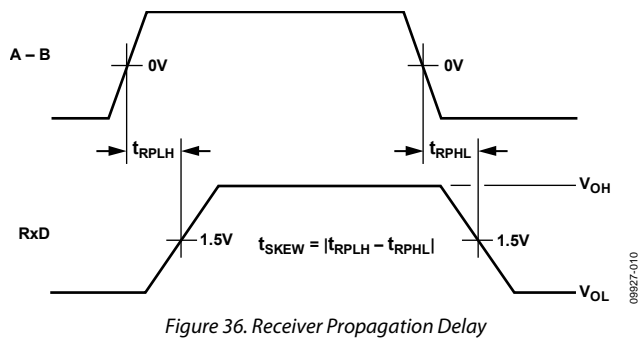 A – B
0V
0V
tRPLH
tRPHL
VOH
RxD
1.5V
tSKEW = |tRPLH – tRPHL|
1.5V
VOL
09927-010
Figure 36. Receiver Propagation Delay